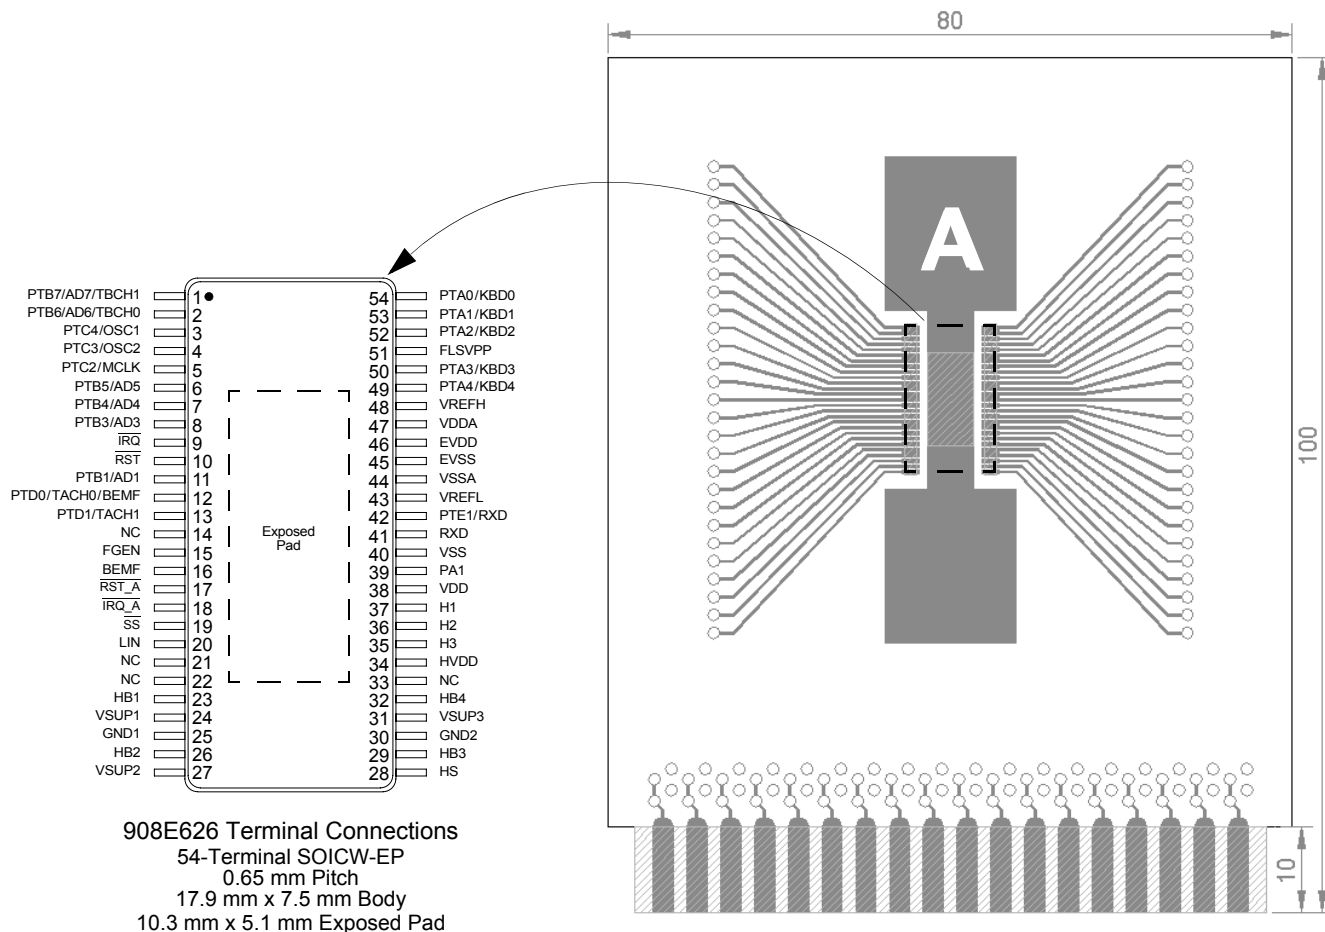 80
A
100
10
PTB7/AD7/TBCH1 1 54 PTA0/KBD0
PTB6/AD6/TBCH0 2 53 PTA1/KBD1
PTC4/OSC1 3 52 PTA2/KBD2
PTC3/OSC2 4 51 FLSVPP
PTC2/MCLK 5 50 PTA3/KBD3
PTB5/AD5 6 49 PTA4/KBD4
PTB4/AD4 7 48 VREFH
PTB3/AD3 8 47 VDDA
IRQ 9 46 EVDD
RST 10 45 EVSS
PTB1/AD1 11 44 VSSA
PTD0/TACH0/BEMF 12 43 VREFL
PTD1/TACH1 13 42 PTE1/RXD
NC 14 41 RXD
FGEN 15 40 VSS
BEMF 16 39 PA1
RST_A 17 38 VDD
IRQ_A 18 37 H1
SS 19 36 H2
LIN 20 35 H3
NC 21 34 HVDD
NC 22 33 NC
HB1 23 32 HB4
VSUP1 24 31 VSUP3
GND1 25 30 GND2
HB2 26 29 HB3
VSUP2 27 28 HS
Exposed
Pad
908E626 Terminal Connections
54-Terminal SOICW-EP
0.65 mm Pitch
17.9 mm x 7.5 mm Body
10.3 mm x 5.1 mm Exposed Pad